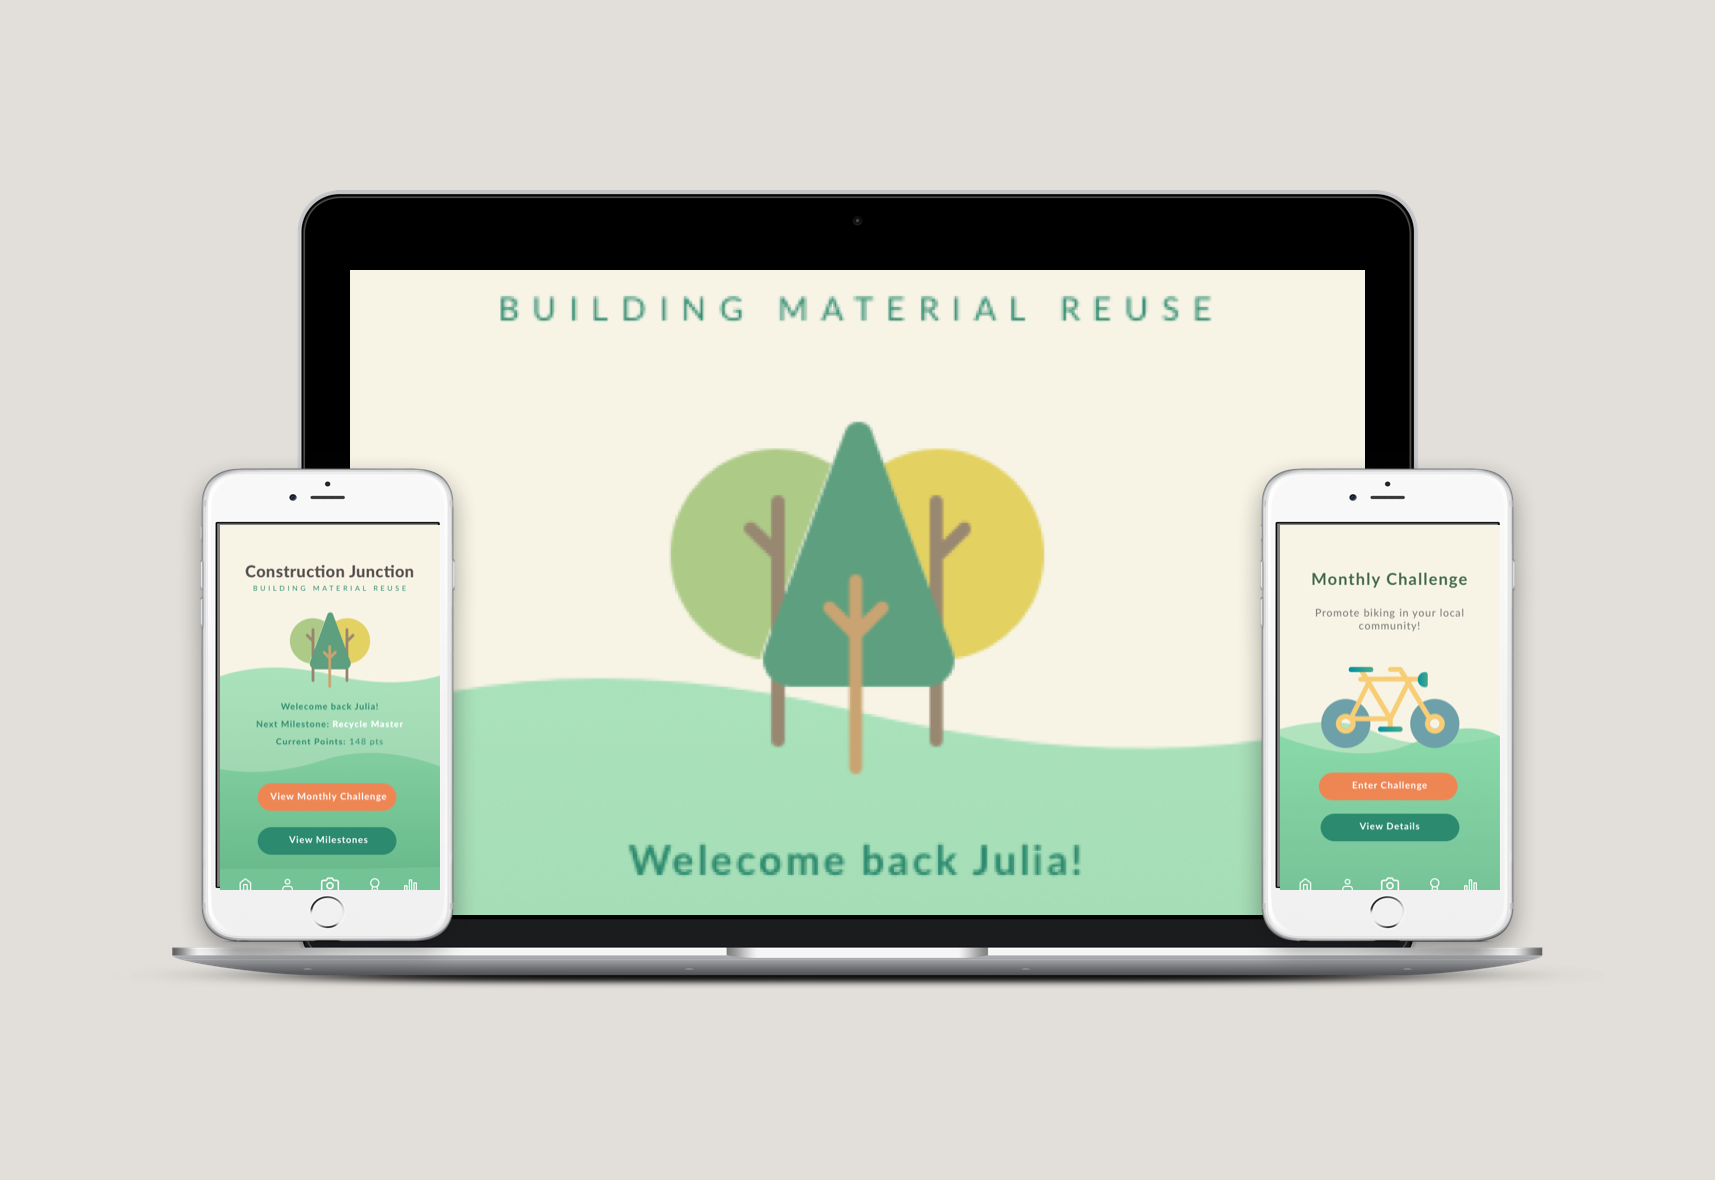 BUILDING MATERIAL REUSE
Welecome back Julia!
Construction Junction
BUILDING MATERIAL REUSE
Welecome back Julia!
Next Milestone: Recycle Master
Current Points: 148 pts
View Monthly Challenge
View Milestones
Monthly Challenge
Promote biking in your local
community!
Enter Challenge
View Details